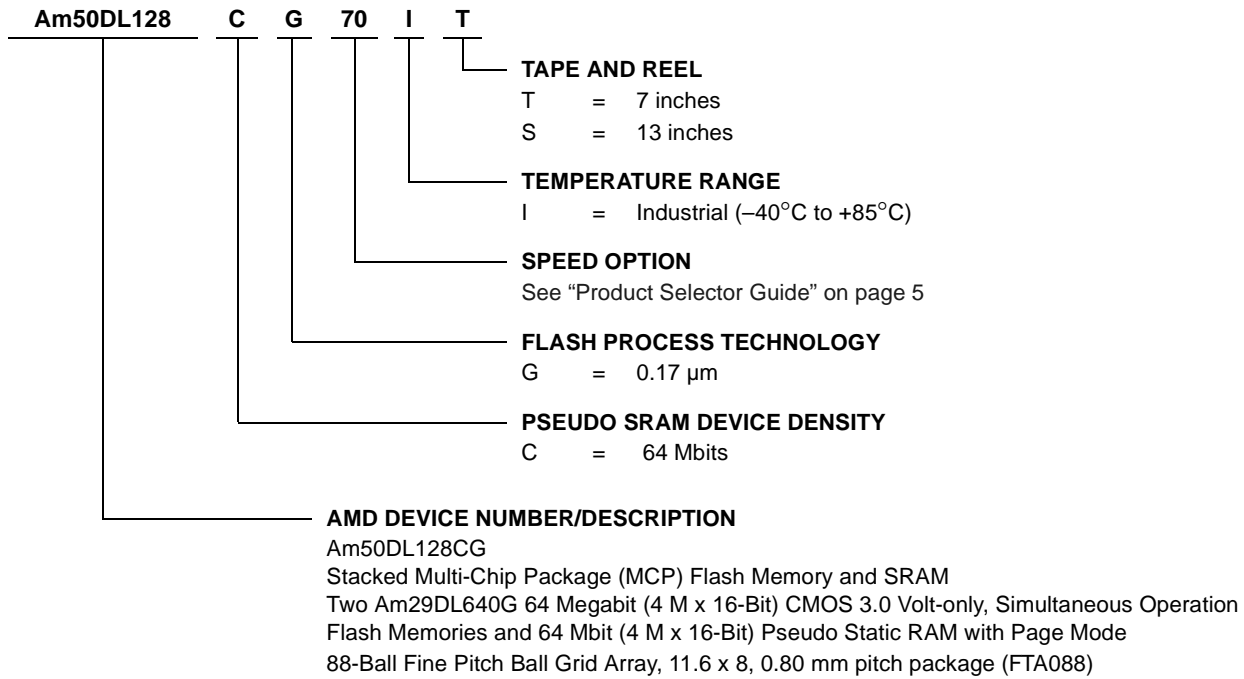 Am50DL128 C G 70 I T
TAPE AND REEL
T = 7 inches
S = 13 inches
TEMPERATURE RANGE
I = Industrial (–40°C to +85°C)
SPEED OPTION
See “Product Selector Guide” on page 5
FLASH PROCESS TECHNOLOGY
G = 0.17 µm
PSEUDO SRAM DEVICE DENSITY
C = 64 Mbits
AMD DEVICE NUMBER/DESCRIPTION
Am50DL128CG
Stacked Multi-Chip Package (MCP) Flash Memory and SRAM
Two Am29DL640G 64 Megabit (4 M x 16-Bit) CMOS 3.0 Volt-only, Simultaneous Operation
Flash Memories and 64 Mbit (4 M x 16-Bit) Pseudo Static RAM with Page Mode
88-Ball Fine Pitch Ball Grid Array, 11.6 x 8, 0.80 mm pitch package (FTA088)